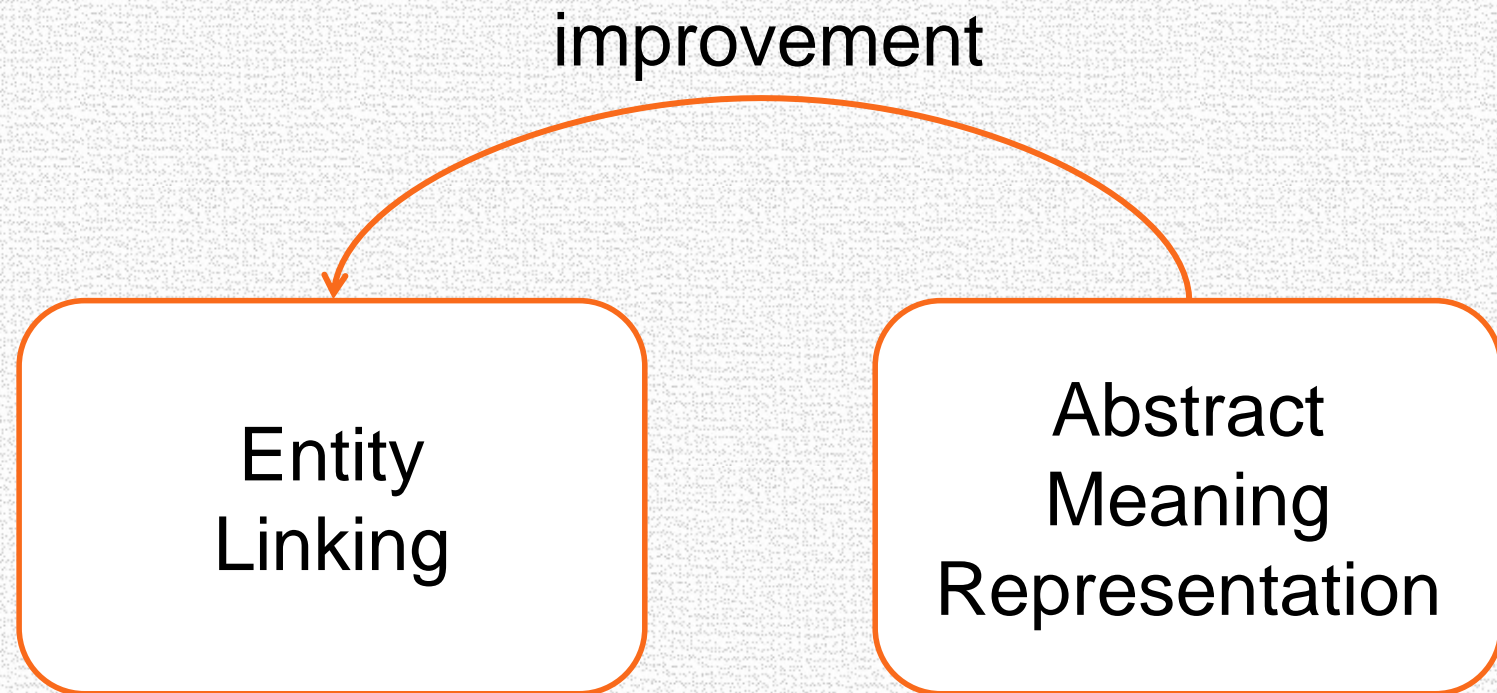 improvement
Entity
Linking
Abstract
Meaning
Representation